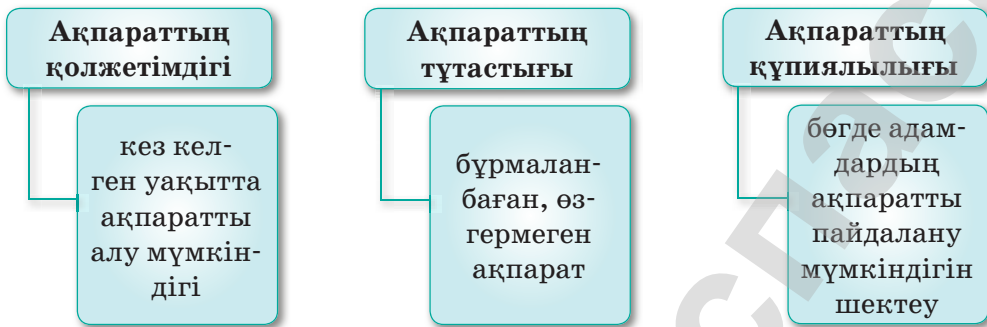 Ақпараттың
қолжетімдігі
кез кел-
ген уақытта
ақпаратты
алу мүмкін-
дігі
Ақпараттың
тұтастығы
бұрмалан-
баған, өз-
гермеген
ақпарат
Ақпараттың
құпиялылығы
бөгде адам-
дардың
ақпаратты
пайдалану
мүмкіндігін
шектеу